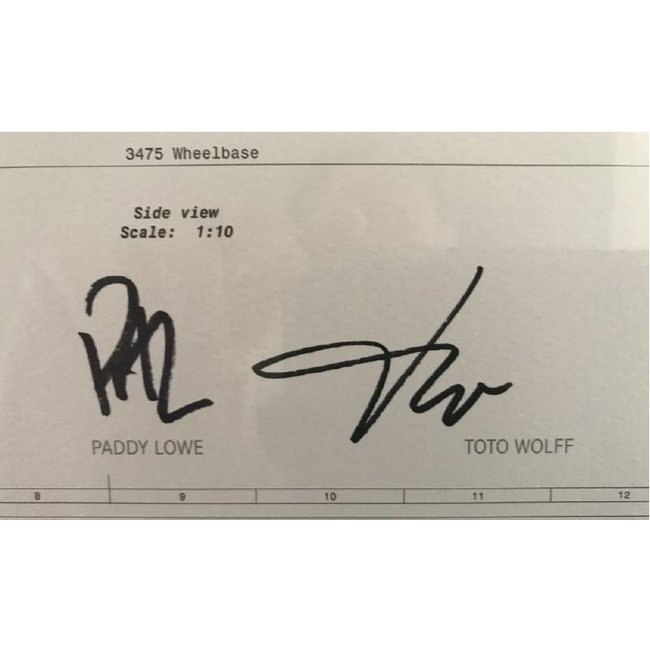 3475 Wheelbase
Side view
Scale: 1:10
PADDY LOWE
TOTO WOLFF
8 9 10 11 12